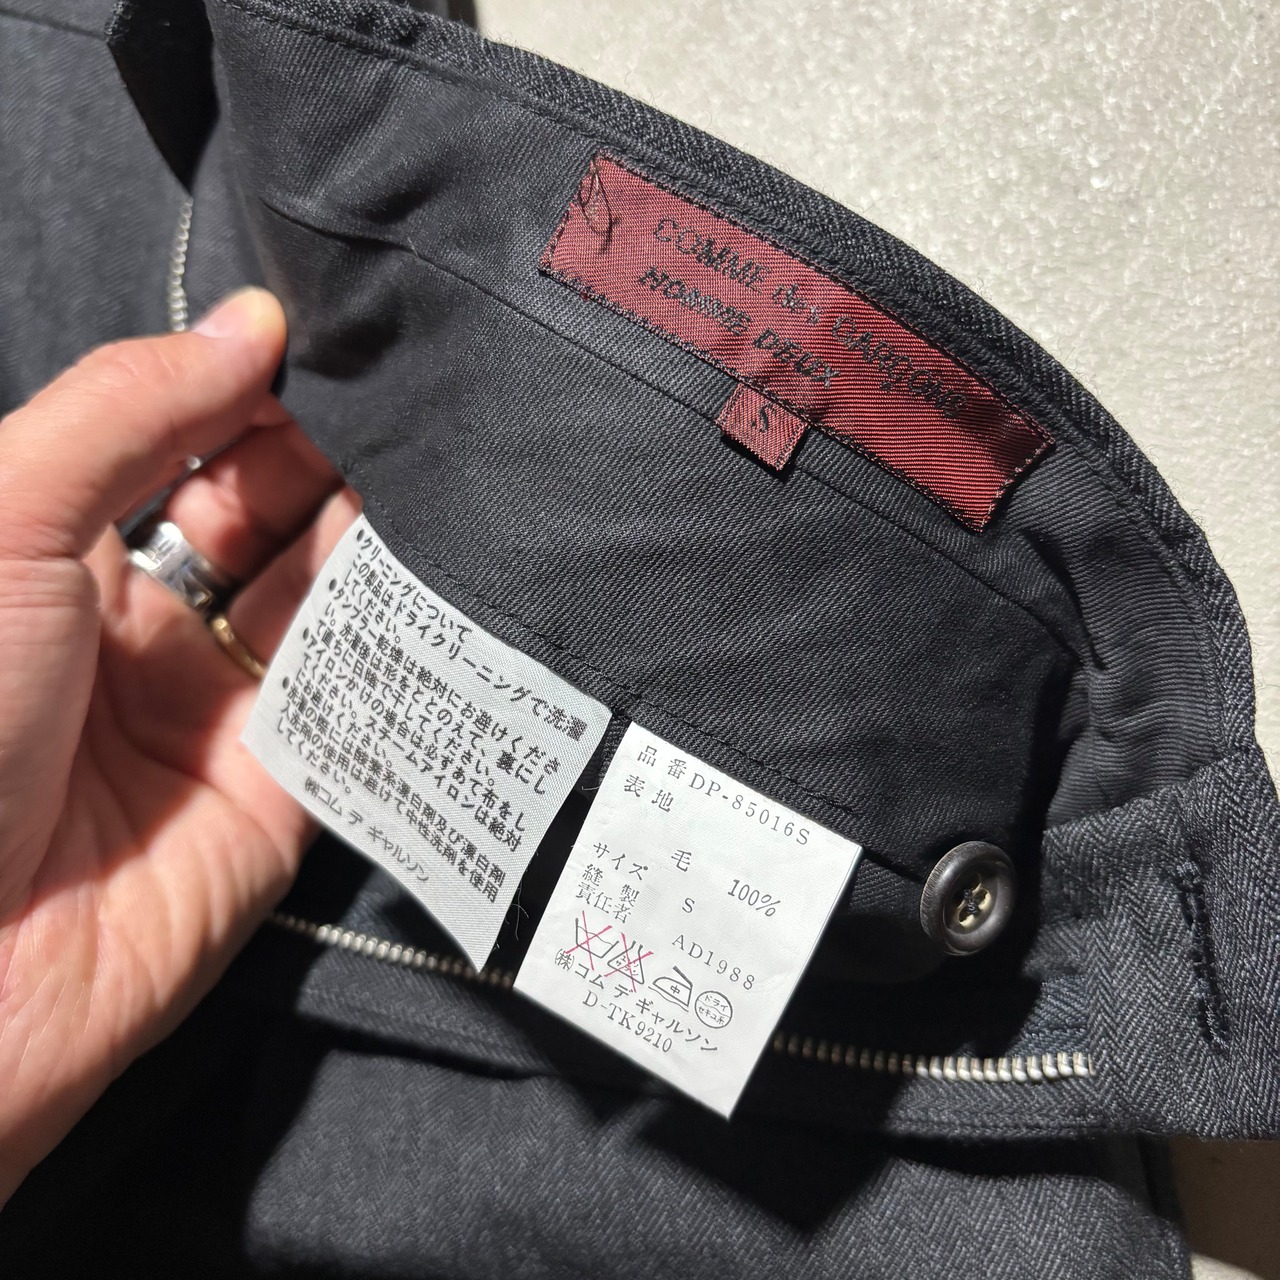 COMME des GARÇONS
HOMME DEUX
S
●クリーニングについて
この製品はドライクリーニングで洗濯
してください。
●タンブラー乾燥は絶対にお避けくださ
い。洗濯後は形をととのえて、裏にし
て直ちに日陰で干してください。
●アイロンかけの場合は必ずあて布をし
てください。スチームアイロンは絶対
にお避けください。
●洗濯の際には酵素系漂白剤及び漂白剤
入洗剤の使用は避けて中性洗剤を使用
してください。
㈱コム デ ギャルソン
品番 DP-85016S
表地
毛 100%
サイズ S
縫製
責任者 AD1988
中
ドライ
セキユ系
㈱コム デ ギャルソン
D-TK9210